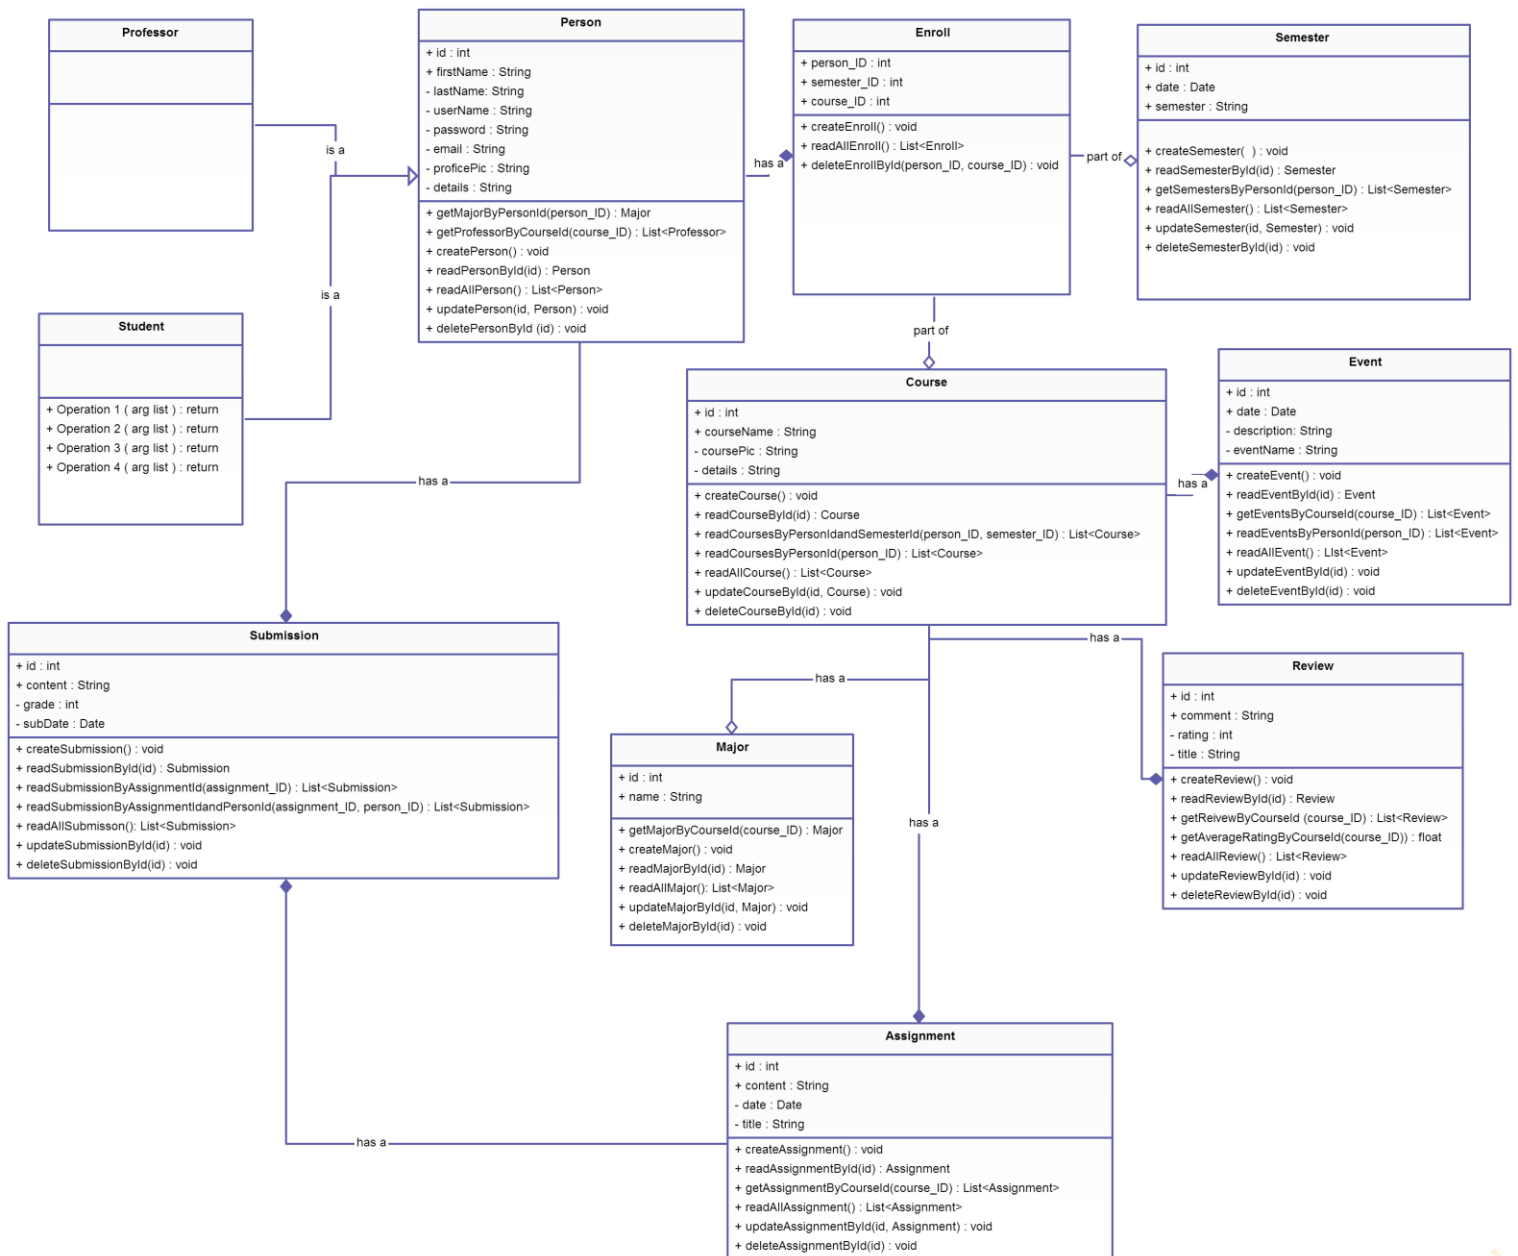 Professor
Person
+ id : int
+ firstName : String
- lastName: String
- userName : String
- password : String
- email : String
- proficePic : String
- details : String
+ getMajorByPersonId(person_ID) : Major
+ getProfessorByCourseId(course_ID) : List<Professor>
+ createPerson() : void
+ readPersonById(id) : Person
+ readAllPerson() : List<Person>
+ updatePerson(id, Person) : void
+ deletePersonById (id) : void
Enroll
+ person_ID : int
+ semester_ID : int
+ course_ID : int
+ createEnroll() : void
+ readAllEnroll() : List<Enroll>
+ deleteEnrollById(person_ID, course_ID) : void
Semester
+ id : int
+ date : Date
+ semester : String
+ createSemester( ) : void
+ readSemesterById(id) : Semester
+ getSemestersByPersonId(person_ID) : List<Semester>
+ readAllSemester() : List<Semester>
+ updateSemester(id, Semester) : void
+ deleteSemesterById(id) : void
is a
has a
part of
is a
part of
Student
+ Operation 1 ( arg list ) : return
+ Operation 2 ( arg list ) : return
+ Operation 3 ( arg list ) : return
+ Operation 4 ( arg list ) : return
has a
Course
+ id : int
+ courseName : String
- coursePic : String
- details : String
+ createCourse() : void
+ readCourseById(id) : Course
+ readCoursesByPersonIdandSemesterId(person_ID, semester_ID) : List<Course>
+ readCoursesByPersonId(person_ID) : List<Course>
+ readAllCourse() : List<Course>
+ updateCourseById(id, Course) : void
+ deleteCourseById(id) : void
has a
Event
+ id : int
+ date : Date
- description: String
- eventName : String
+ createEvent() : void
+ readEventById(id) : Event
+ getEventsByCourseId(course_ID) : List<Event>
+ readEventsByPersonId(person_ID) : List<Event>
+ readAllEvent() : LIst<Event>
+ updateEventById(id) : void
+ deleteEventById(id) : void
Submission
+ id : int
+ content : String
- grade : int
- subDate : Date
+ createSubmission() : void
+ readSubmissionById(id) : Submission
+ readSubmissionByAssignmentId(assignment_ID) : List<Submission>
+ readSubmissionByAssignmentIdandPersonId(assignment_ID, person_ID) : List<Submission>
+ readAllSubmisson(): List<Submission>
+ updateSubmissionById(id) : void
+ deleteSubmissionById(id) : void
has a
has a
Major
+ id : int
+ name : String
+ getMajorByCourseId(course_ID) : Major
+ createMajor() : void
+ readMajorById(id) : Major
+ readAllMajor(): List<Major>
+ updateMajorById(id, Major) : void
+ deleteMajorById(id) : void
has a
Review
+ id : int
+ comment : String
- rating : int
- title : String
+ createReview() : void
+ readReviewById(id) : Review
+ getReivewByCourseId (course_ID) : List<Review>
+ getAverageRatingByCourseId(course_ID)) : float
+ readAllReview() : List<Review>
+ updateReviewById(id) : void
+ deleteReviewById(id) : void
has a
Assignment
+ id : int
+ content : String
- date : Date
- title : String
+ createAssignment() : void
+ readAssignmentById(id) : Assignment
+ getAssignmentByCourseId(course_ID) : List<Assignment>
+ readAllAssignment() : List<Assignment>
+ updateAssignmentById(id, Assignment) : void
+ deleteAssignmentById(id) : void